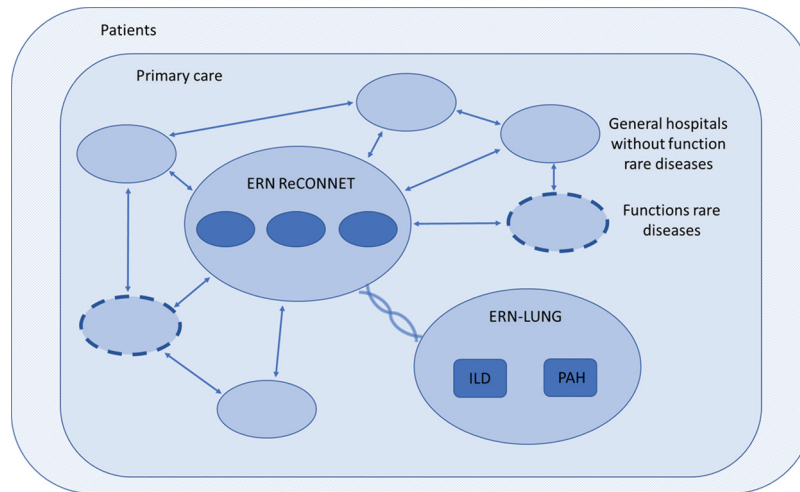 Patients
Primary care
General hospitals
without function
rare diseases
ERN ReCONNET
Functions rare
diseases
ERN-LUNG
ILD
PAH